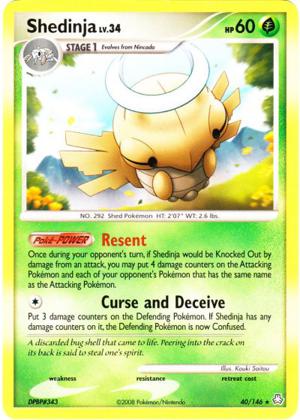 Shedinja LV.34 HP 60
STAGE 1 Evolves from Nincada
NO. 292 Shed Pokémon HT: 2'07" WT: 2.6 lbs.
Poké-POWER Resent
Once during your opponent's turn, if Shedinja would be Knocked Out by
damage from an attack, you may put 4 damage counters on the Attacking
Pokémon and each of your opponent's Pokémon that has the same name
as the Attacking Pokémon.
Curse and Deceive
Put 3 damage counters on the Defending Pokémon. If Shedinja has any
damage counters on it, the Defending Pokémon is now Confused.
A discarded bug shell that came to life. Peering into the crack on
its back is said to steal one's spirit.
Illus. Kouki Saitou
weakness resistance retreat cost
DPBP#343 ©2008 Pokémon/Nintendo 40/146 ★